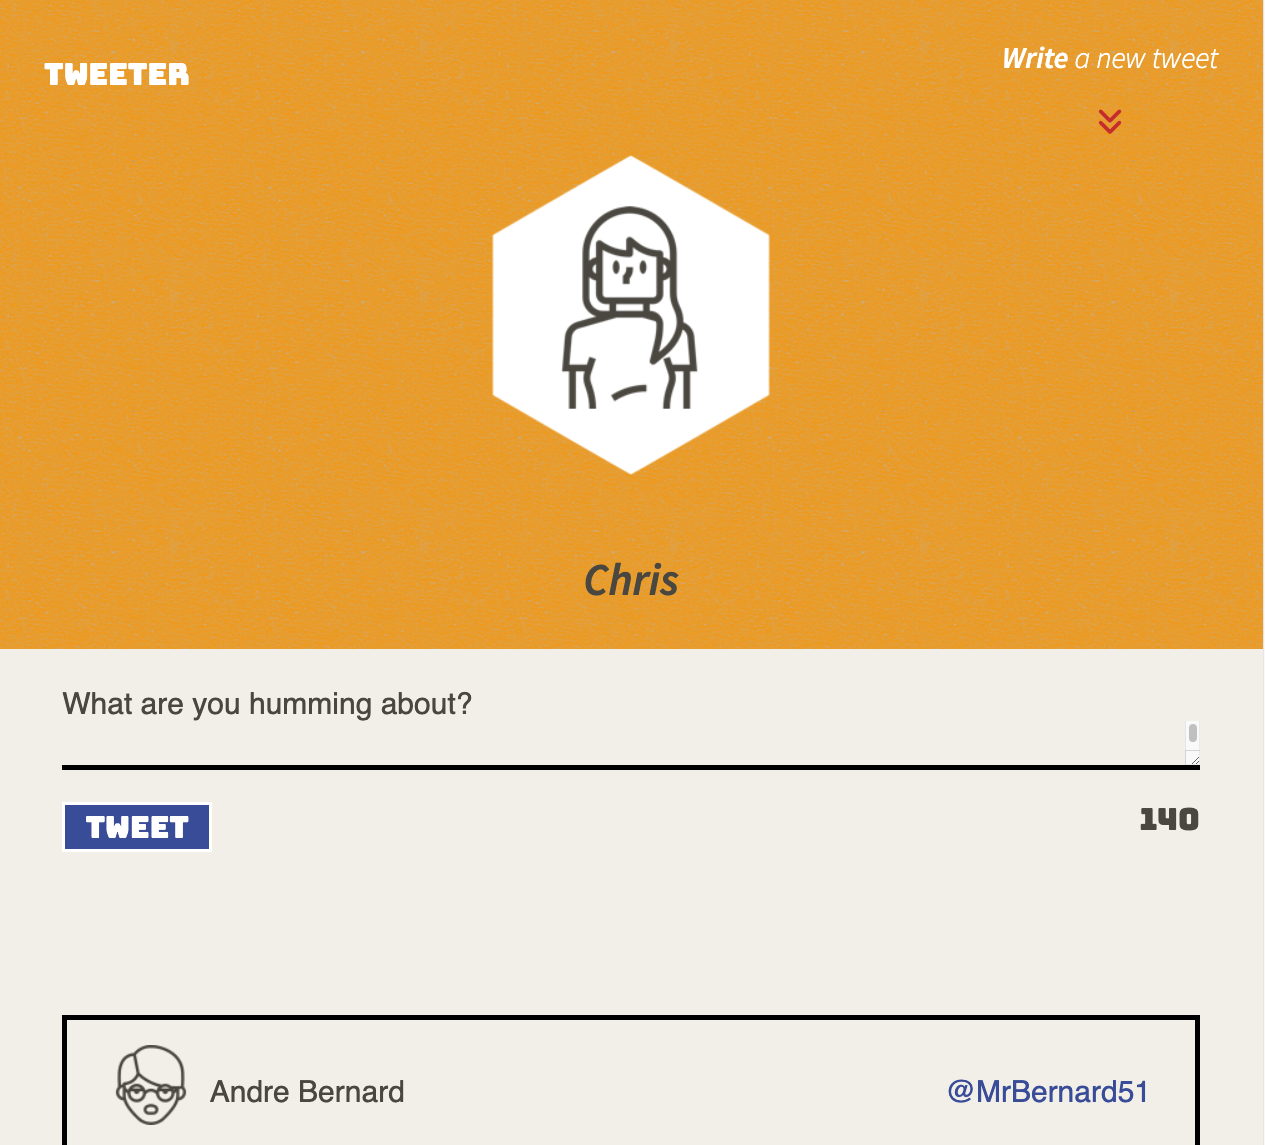 TWEETER
Write a new tweet
Chris
What are you humming about?
TWEET
140
Andre Bernard
@MrBernard51